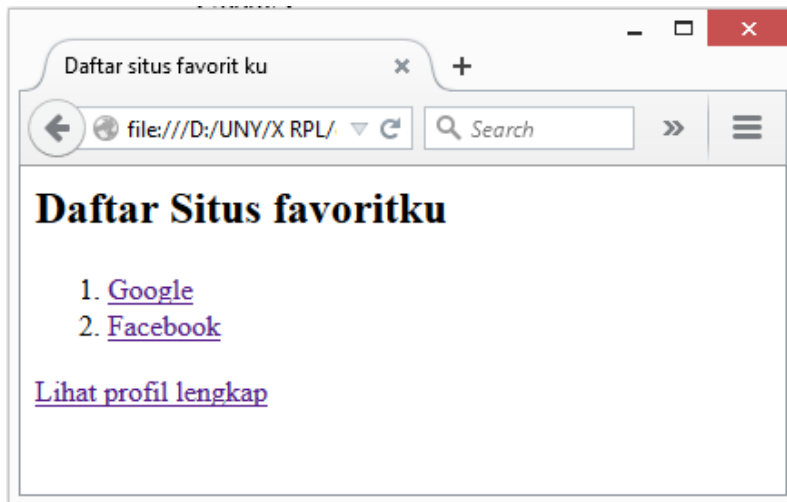 Daftar situs favorit ku
file:///D:/UNY/X RPL/
Search
Daftar Situs favoritku
1. Google
2. Facebook
Lihat profil lengkap